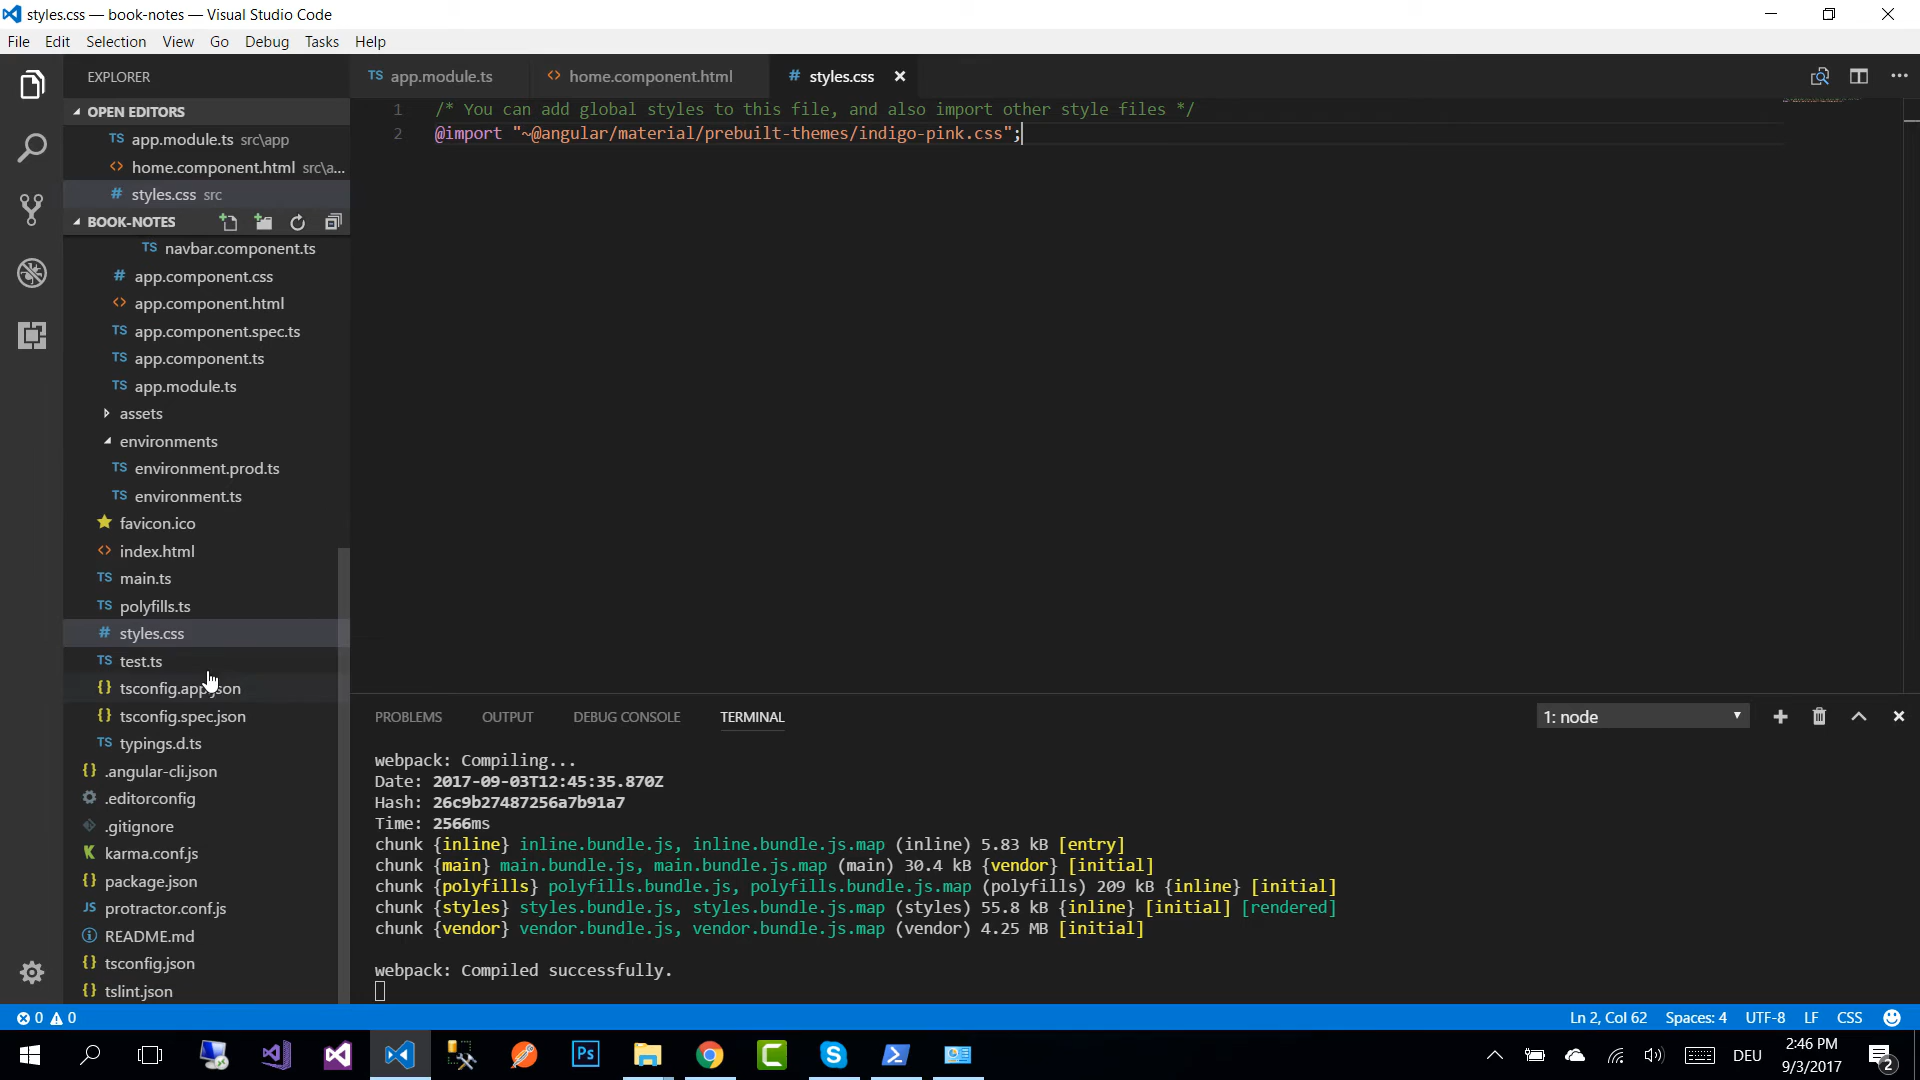 styles.css — book-notes — Visual Studio Code
File Edit Selection View Go Debug Tasks Help
EXPLORER
OPEN EDITORS
TS app.module.ts src\app
<> home.component.html src\a...
# styles.css src
BOOK-NOTES
TS navbar.component.ts
# app.component.css
<> app.component.html
TS app.component.spec.ts
TS app.component.ts
TS app.module.ts
assets
environments
TS environment.prod.ts
TS environment.ts
favicon.ico
<> index.html
TS main.ts
TS polyfills.ts
# styles.css
TS test.ts
{} tsconfig.app.json
{} tsconfig.spec.json
TS typings.d.ts
{} .angular-cli.json
.editorconfig
.gitignore
K karma.conf.js
{} package.json
JS protractor.conf.js
README.md
{} tsconfig.json
{} tslint.json
TS app.module.ts <> home.component.html # styles.css
1 /* You can add global styles to this file, and also import other style files */
2 @import "~@angular/material/prebuilt-themes/indigo-pink.css";
PROBLEMS OUTPUT DEBUG CONSOLE TERMINAL 1: node
webpack: Compiling...
Date: 2017-09-03T12:45:35.870Z
Hash: 26c9b27487256a7b91a7
Time: 2566ms
chunk {inline} inline.bundle.js, inline.bundle.js.map (inline) 5.83 kB [entry]
chunk {main} main.bundle.js, main.bundle.js.map (main) 30.4 kB {vendor} [initial]
chunk {polyfills} polyfills.bundle.js, polyfills.bundle.js.map (polyfills) 209 kB {inline} [initial]
chunk {styles} styles.bundle.js, styles.bundle.js.map (styles) 55.8 kB {inline} [initial] [rendered]
chunk {vendor} vendor.bundle.js, vendor.bundle.js.map (vendor) 4.25 MB [initial]
webpack: Compiled successfully.
0 0 Ln 2, Col 62 Spaces: 4 UTF-8 LF CSS
Ps C S DEU
2:46 PM
9/3/2017
2